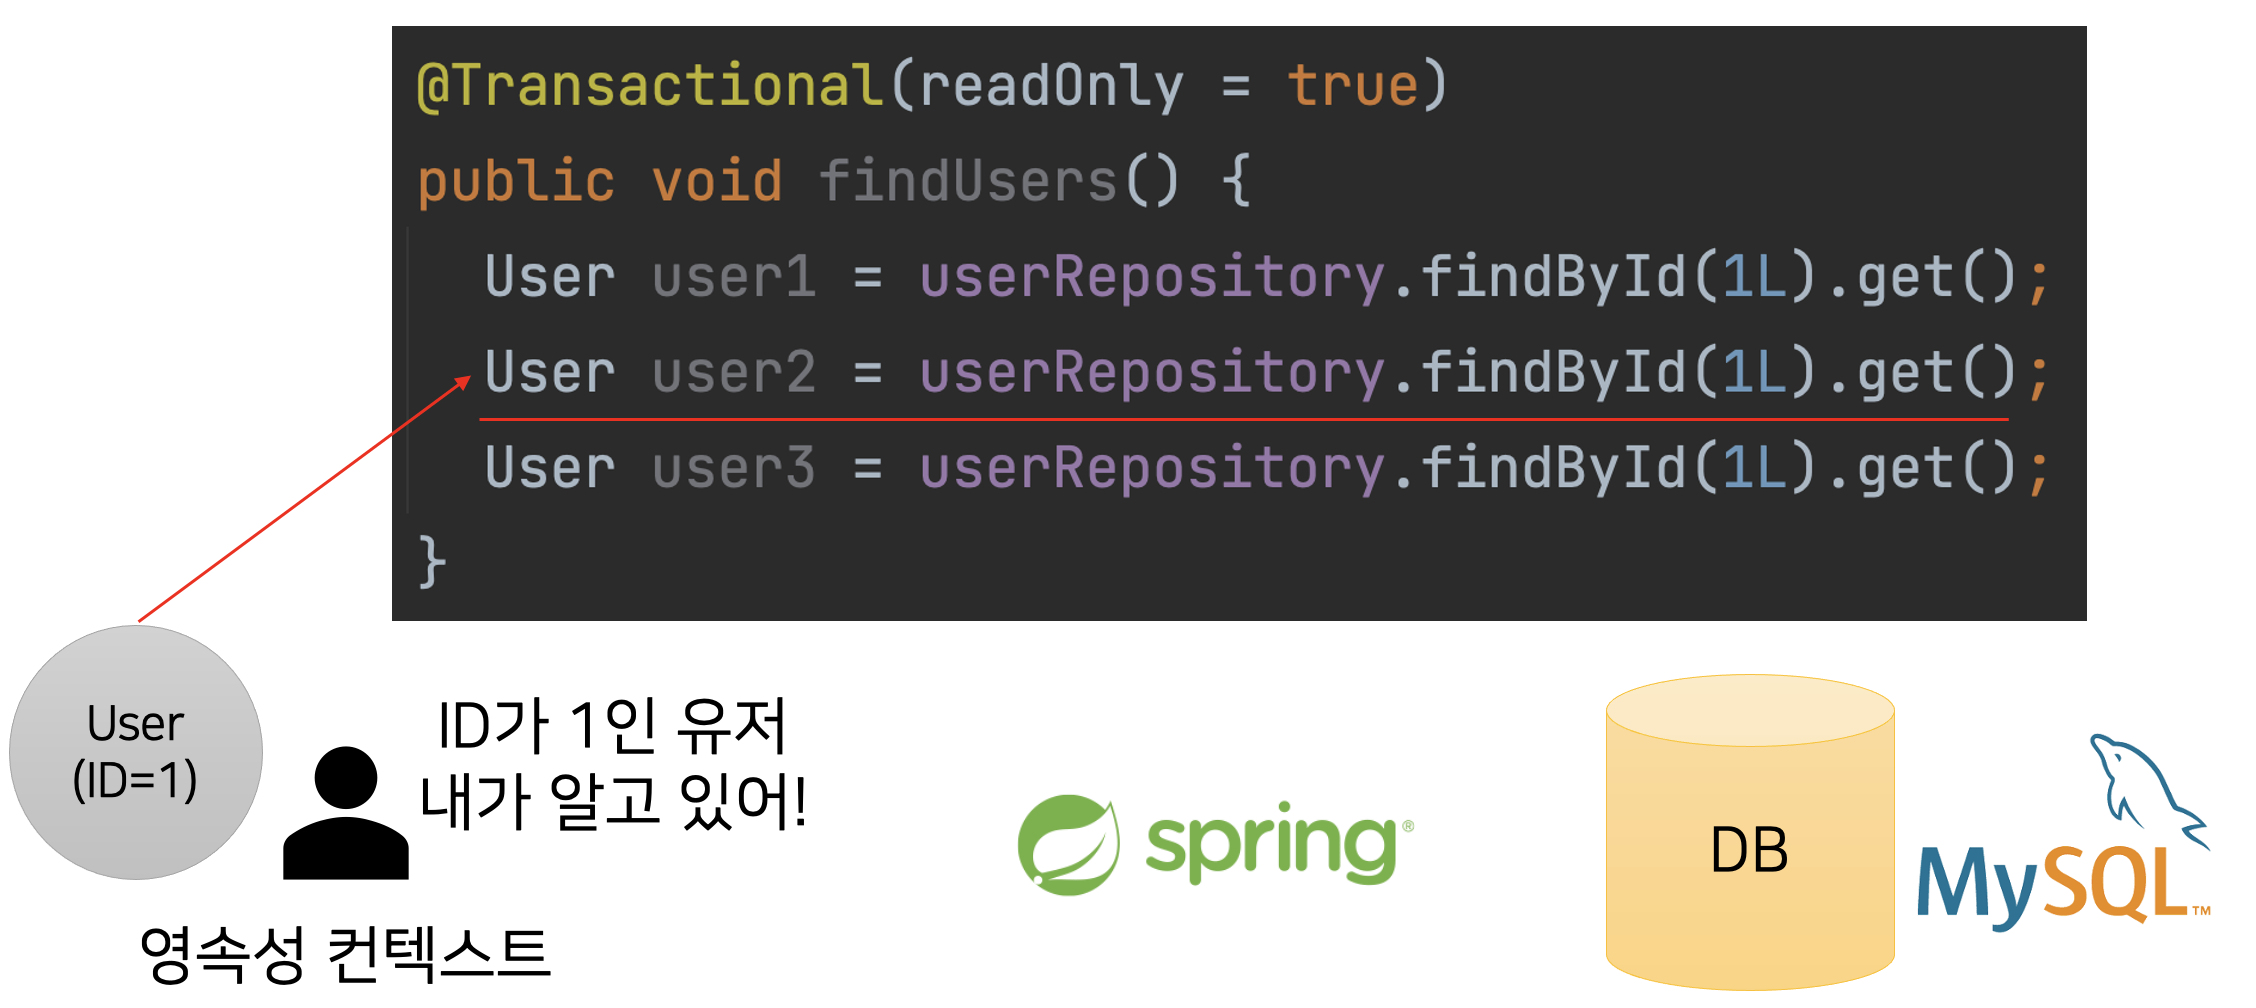 @Transactional(readOnly = true)
public void findUsers() {
User user1 = userRepository.findById(1L).get();
User user2 = userRepository.findById(1L).get();
User user3 = userRepository.findById(1L).get();
}
User
(ID=1)
ID가 1인 유저
내가 알고 있어!
영속성 컨텍스트
spring®
DB
MySQL™